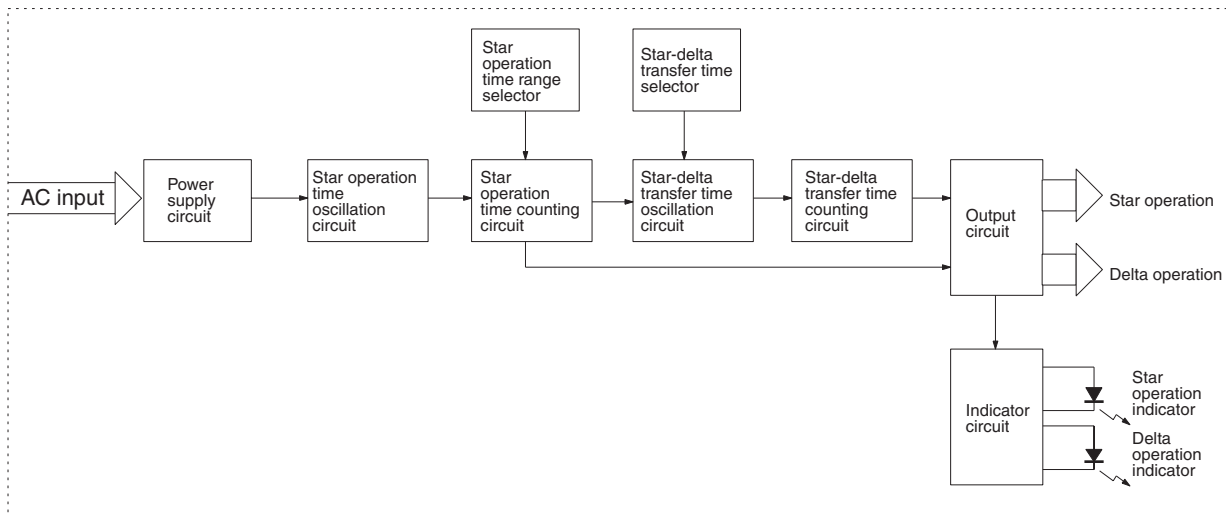 Star
operation
time range
selector
Star-delta
transfer time
selector
AC input
Power
supply
circuit
Star operation
time
oscillation
circuit
Star
operation
time counting
circuit
Star-delta
transfer time
oscillation circuit
Star-delta
transfer time
counting
circuit
Output
circuit
Star operation
Delta operation
Indicator
circuit
Star
operation
indicator
Delta
operation
indicator